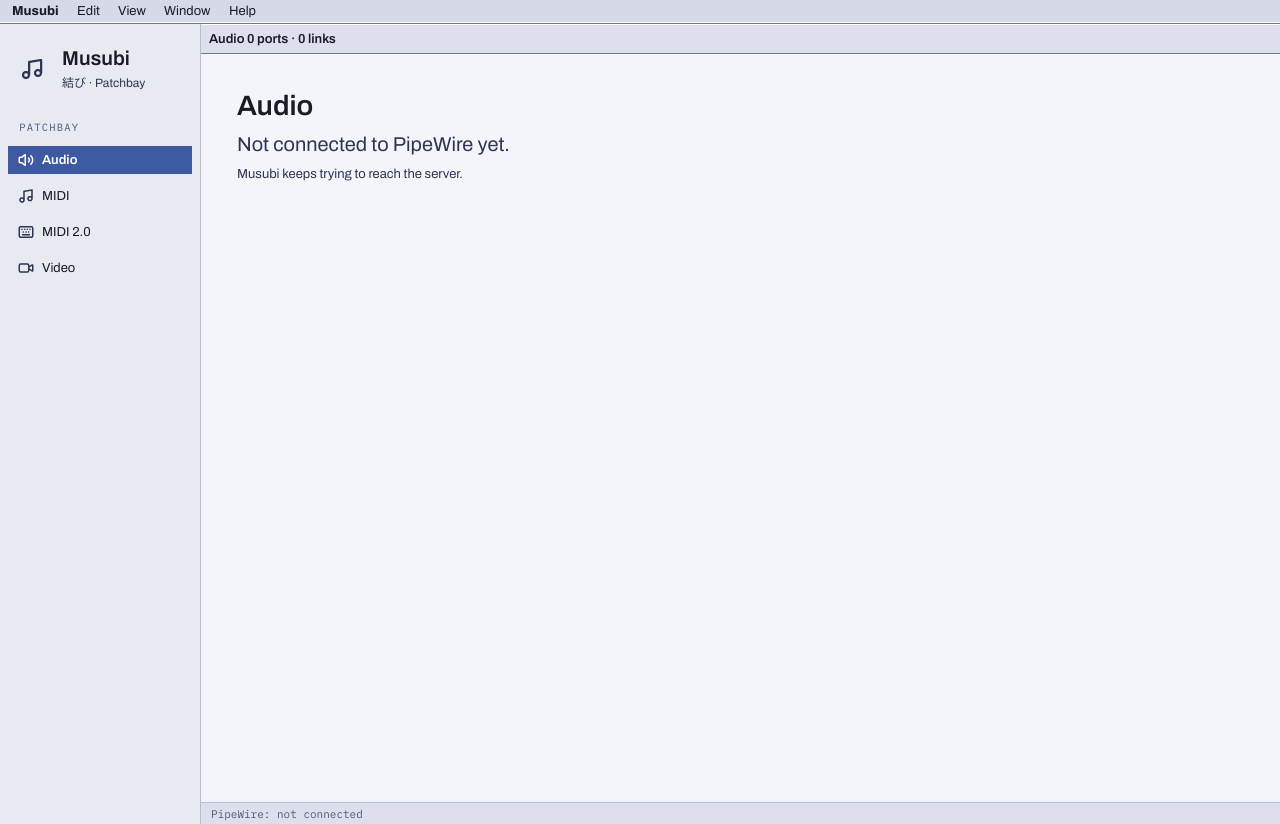 Musubi Edit View Window Help
Musubi
結び · Patchbay
PATCHBAY
Audio
MIDI
MIDI 2.0
Video
Audio 0 ports · 0 links
Audio
Not connected to PipeWire yet.
Musubi keeps trying to reach the server.
PipeWire: not connected